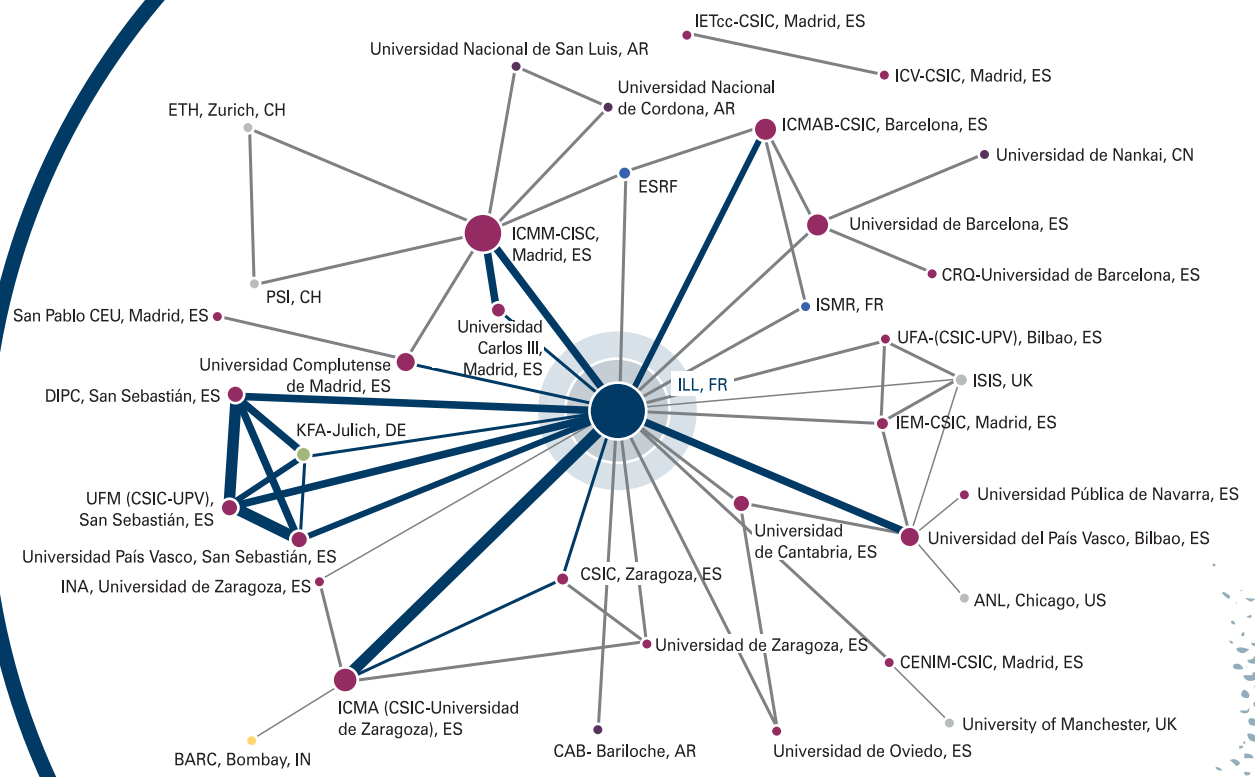 IETcc-CSIC, Madrid, ES
Universidad Nacional de San Luis, AR
ICV-CSIC, Madrid, ES
Universidad Nacional
de Cordona, AR
ETH, Zurich, CH
ICMAB-CSIC, Barcelona, ES
Universidad de Nankai, CN
ESRF
Universidad de Barcelona, ES
ICMM-CISC,
Madrid, ES
CRQ-Universidad de Barcelona, ES
PSI, CH
ISMR, FR
San Pablo CEU, Madrid, ES
Universidad
Carlos III,
Madrid, ES
UFA-(CSIC-UPV), Bilbao, ES
Universidad Complutense
de Madrid, ES
ILL, FR
ISIS, UK
DIPC, San Sebastián, ES
KFA-Julich, DE
IEM-CSIC, Madrid, ES
UFM (CSIC-UPV),
San Sebastián, ES
Universidad Pública de Navarra, ES
Universidad
de Cantabria, ES
Universidad del País Vasco, Bilbao, ES
Universidad País Vasco, San Sebastián, ES
CSIC, Zaragoza, ES
INA, Universidad de Zaragoza, ES
ANL, Chicago, US
Universidad de Zaragoza, ES
CENIM-CSIC, Madrid, ES
ICMA (CSIC-Universidad
de Zaragoza), ES
University of Manchester, UK
BARC, Bombay, IN
CAB- Bariloche, AR
Universidad de Oviedo, ES